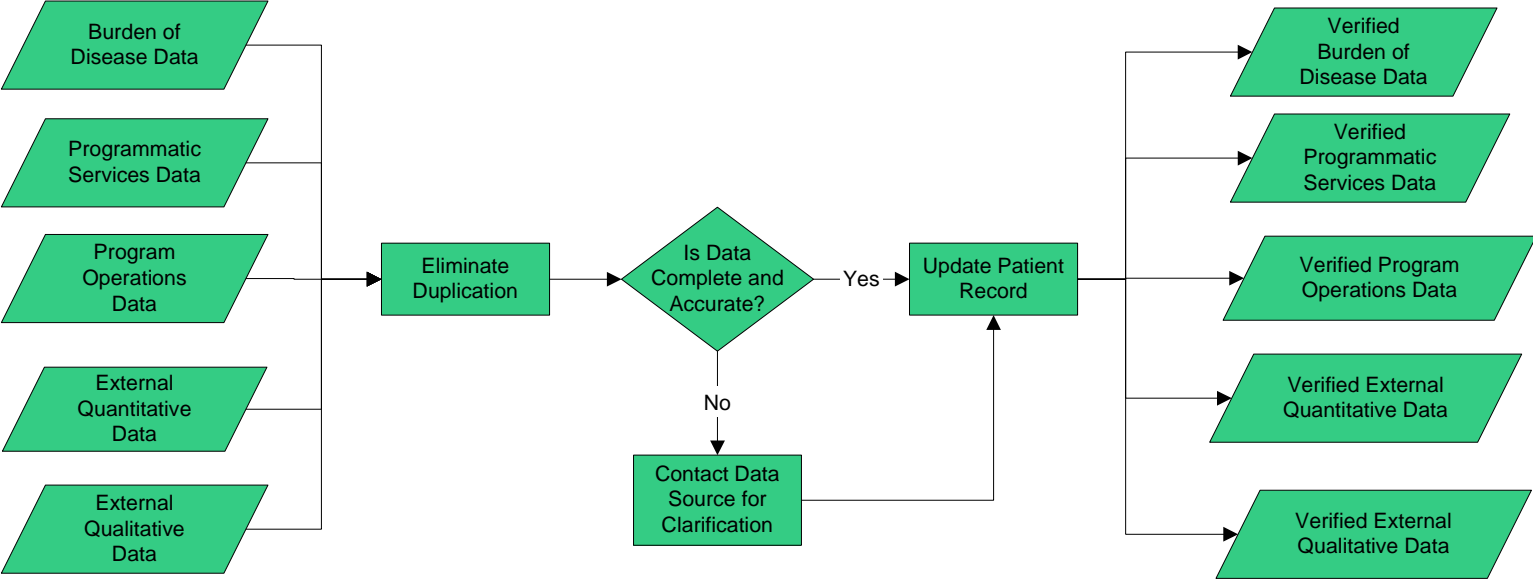 Burden of
Disease Data
Programmatic
Services Data
Program
Operations
Data
External
Quantitative
Data
External
Qualitative
Data
Eliminate
Duplication
Is Data
Complete and
Accurate?
Yes
No
Contact Data
Source for
Clarification
Update Patient
Record
Verified
Burden of
Disease Data
Verified
Programmatic
Services Data
Verified Program
Operations Data
Verified External
Quantitative Data
Verified External
Qualitative Data